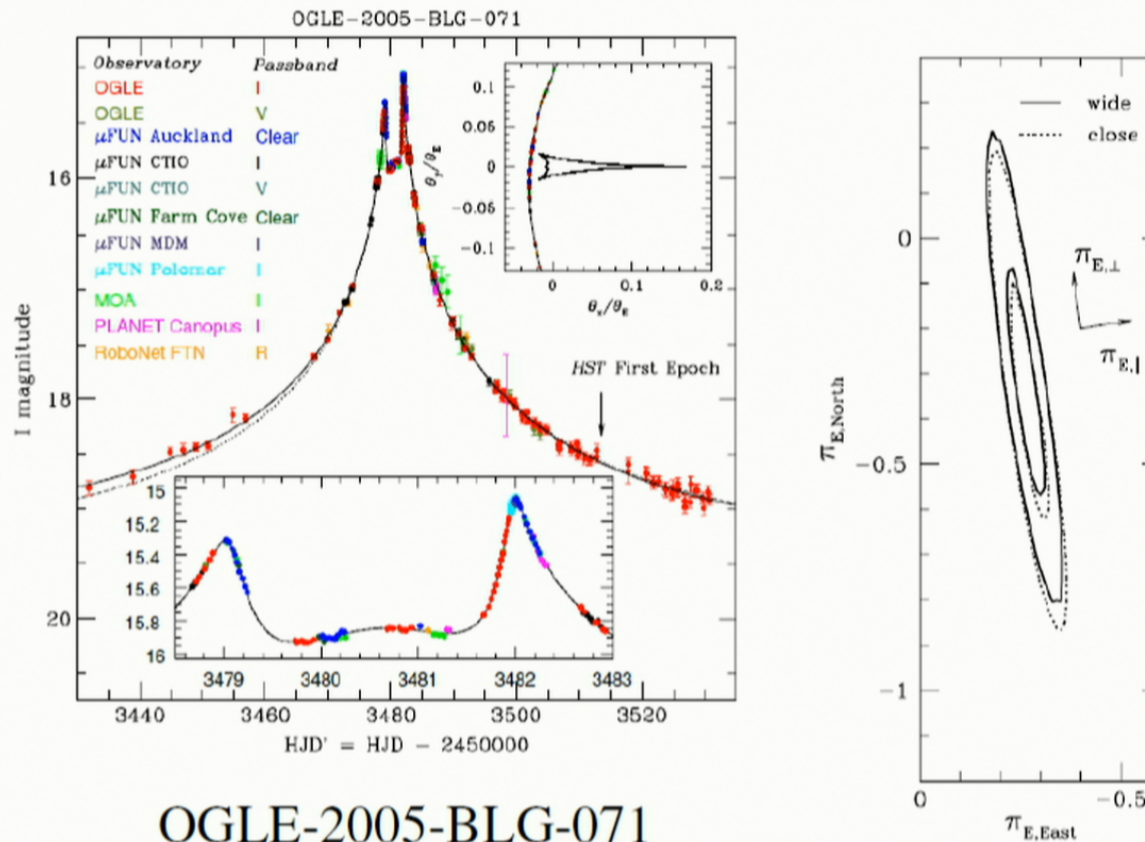 OGLE-2005-BLG-071
Observatory Passband
OGLE I
OGLE V
μFUN Auckland Clear
μFUN CTIO I
μFUN CTIO V
μFUN Farm Cove Clear
μFUN MDM I
μFUN Palomar I
MOA I
PLANET Canopus I
RoboNet FTN R
I magnitude
16
18
20
3440 3460 3480 3500 3520
HJD' = HJD - 2450000
θy/θE
0.1
0.05
0
-0.05
-0.1
0 0.1 0.2
θx/θE
HST First Epoch
15
15.2
15.4
15.6
15.8
16
3479 3480 3481 3482 3483
OGLE-2005-BLG-071
wide
close
πE,⊥
πE,∥
πE,North
0
-0.5
-1
0 -0.5
πE,East